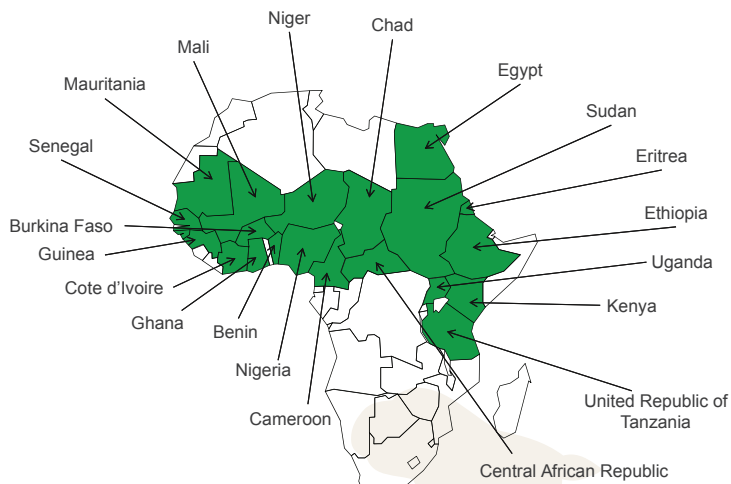 Niger
Chad
Mali
Egypt
Mauritania
Sudan
Senegal
Eritrea
Ethiopia
Burkina Faso
Guinea
Uganda
Cote d'Ivoire
Kenya
Ghana
Benin
Nigeria
United Republic of
Tanzania
Cameroon
Central African Republic